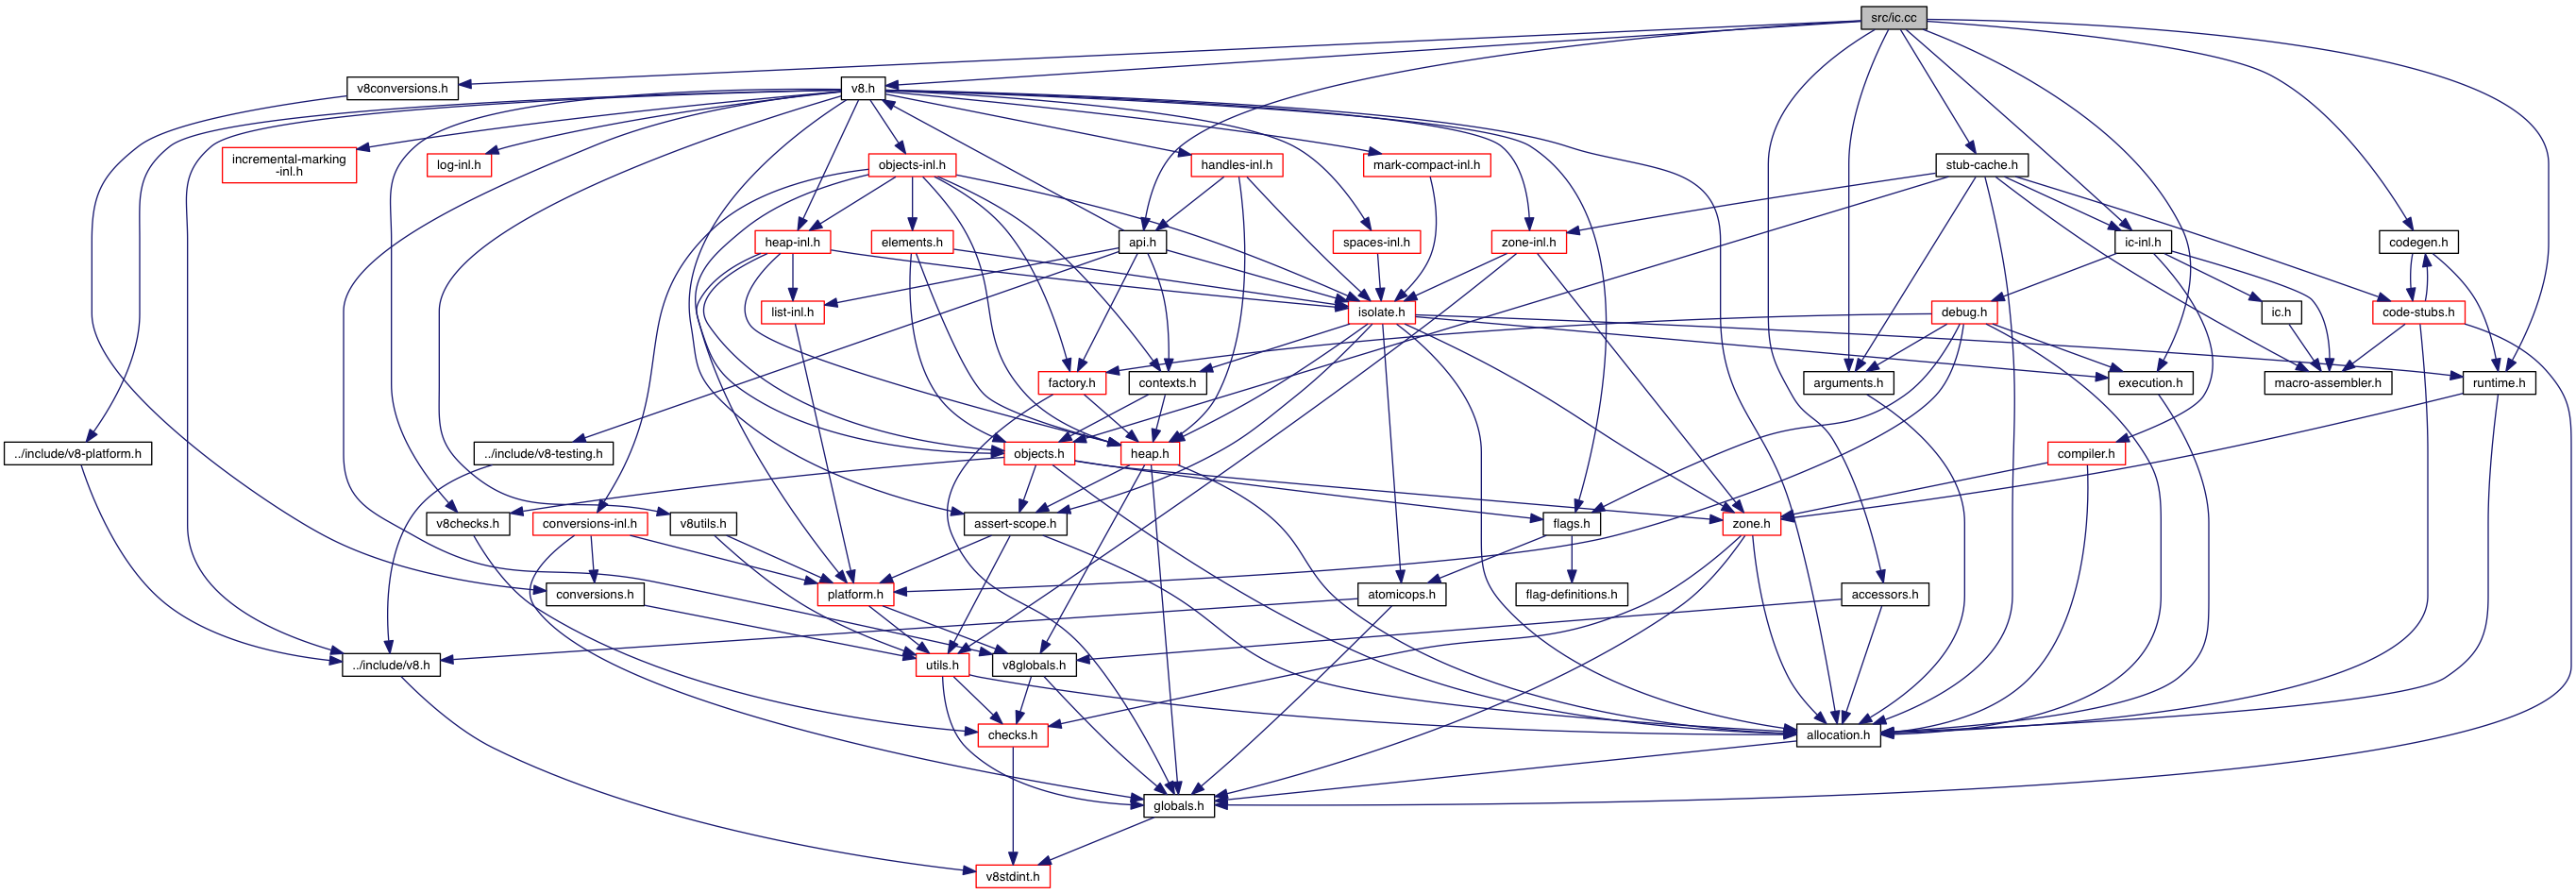 src/ic.cc
v8conversions.h
v8.h
incremental-marking
-inl.h
log-inl.h
objects-inl.h
handles-inl.h
mark-compact-inl.h
stub-cache.h
heap-inl.h
elements.h
api.h
spaces-inl.h
zone-inl.h
ic-inl.h
codegen.h
list-inl.h
isolate.h
debug.h
ic.h
code-stubs.h
factory.h
contexts.h
arguments.h
execution.h
macro-assembler.h
runtime.h
../include/v8-platform.h
../include/v8-testing.h
objects.h
heap.h
compiler.h
v8checks.h
conversions-inl.h
v8utils.h
assert-scope.h
flags.h
zone.h
conversions.h
platform.h
atomicops.h
flag-definitions.h
accessors.h
../include/v8.h
utils.h
v8globals.h
checks.h
allocation.h
globals.h
v8stdint.h